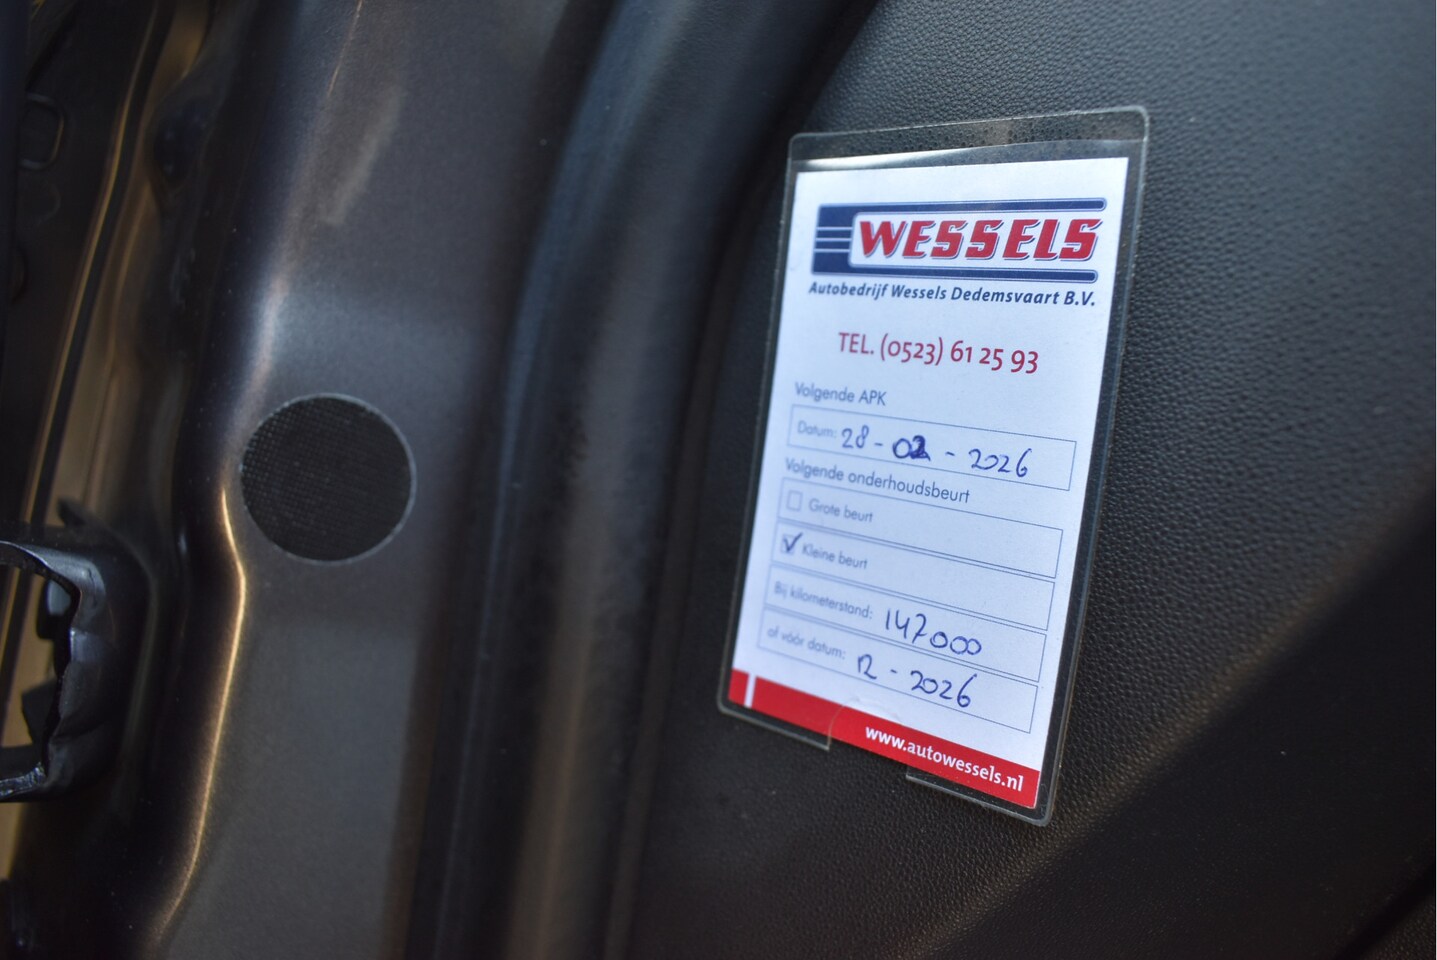 WESSELS
Autobedrijf Wessels Dedemsvaart B.V.
TEL. (0523) 61 25 93
Volgende APK
Datum: 28-02-2026
Volgende onderhoudsbeurt
Grote beurt
Kleine beurt
Bij kilometerstand: 147000
of vóór datum: 12-2026
www.autowessels.nl